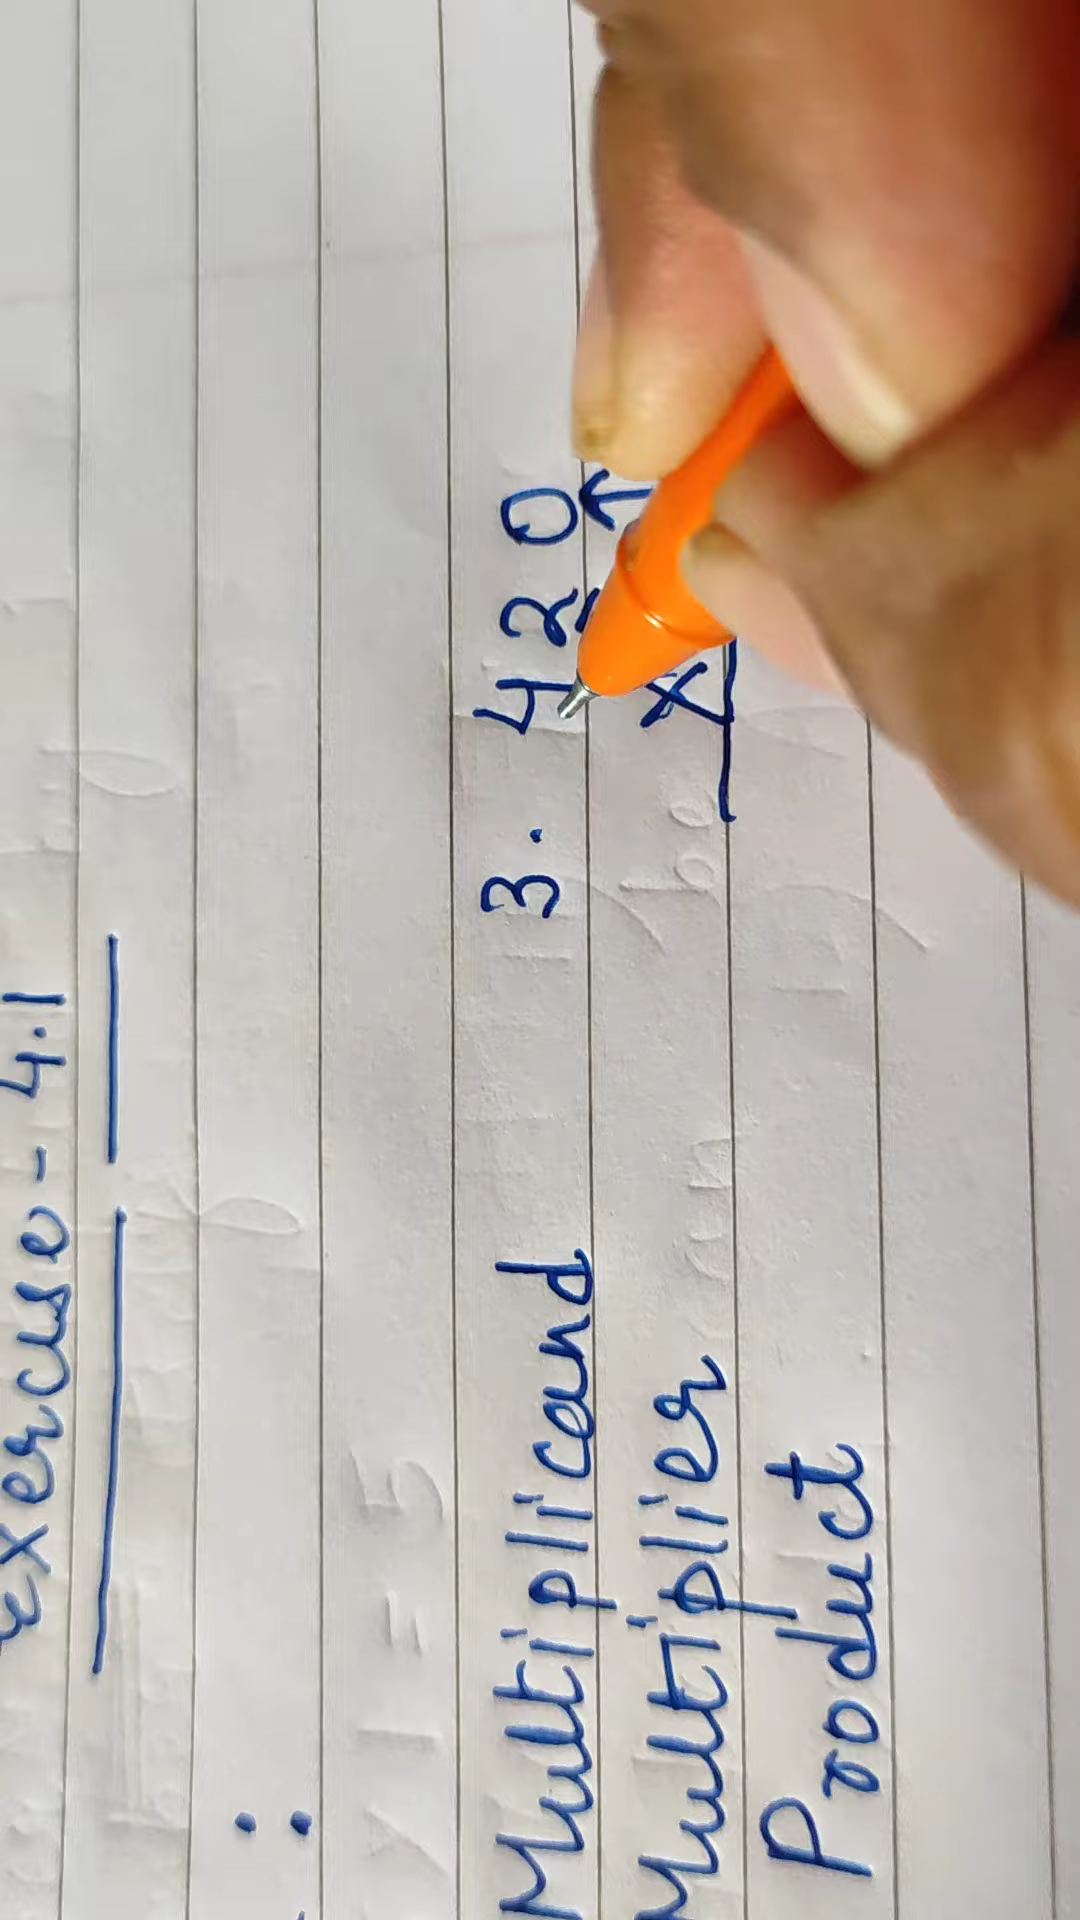 Exercise - 4.1
:
Multiplicand 3. 420
Multiplier ×
Product